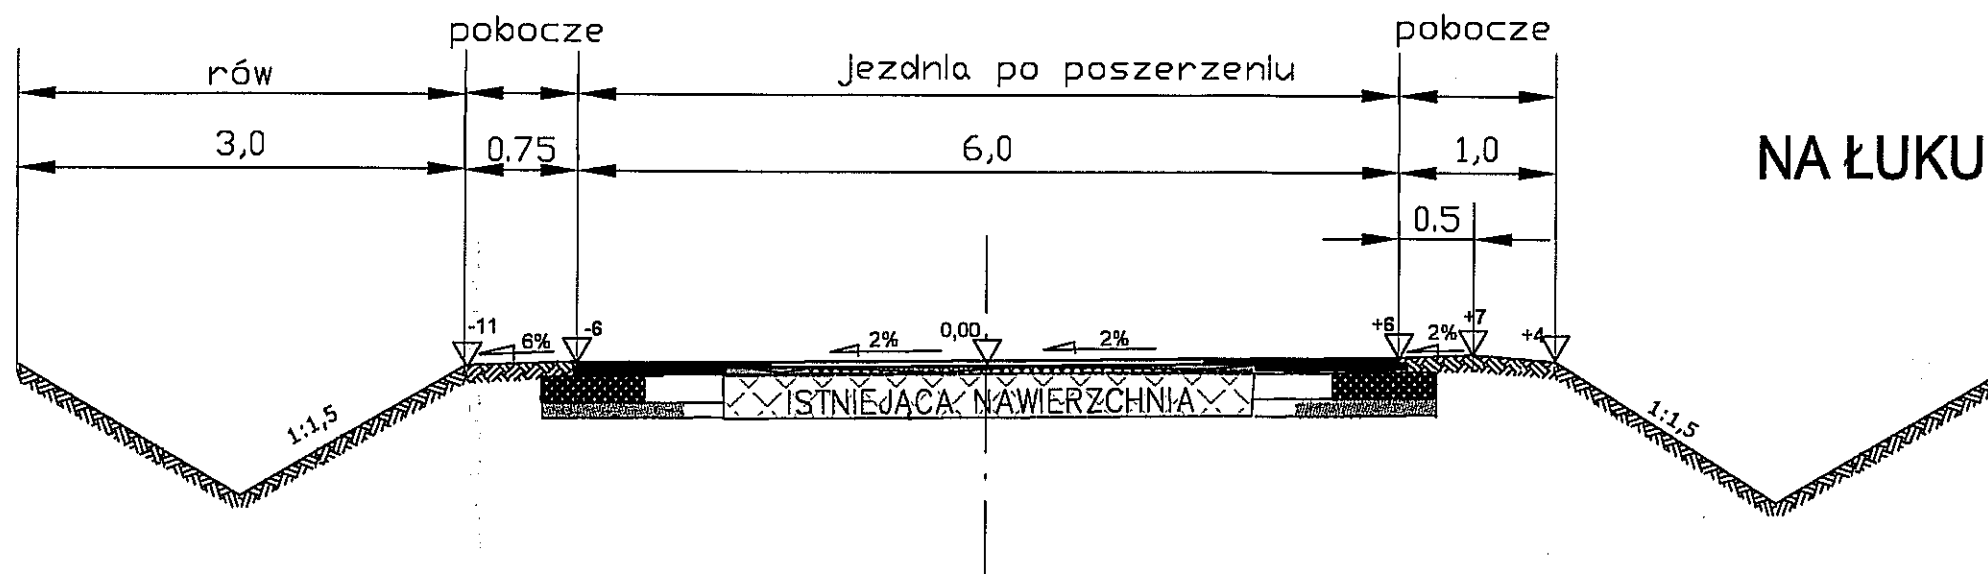 pobocze
pobocze
rów
Jezdnia po poszerzeniu
3,0
0.75
6,0
1,0
NA ŁUKU
0.5
-11
6%
-6
2%
0,00
2%
+6
2%
+7
+4
1:1,5
ISTNIEJĄCA NAWIERZCHNIA
1:1,5